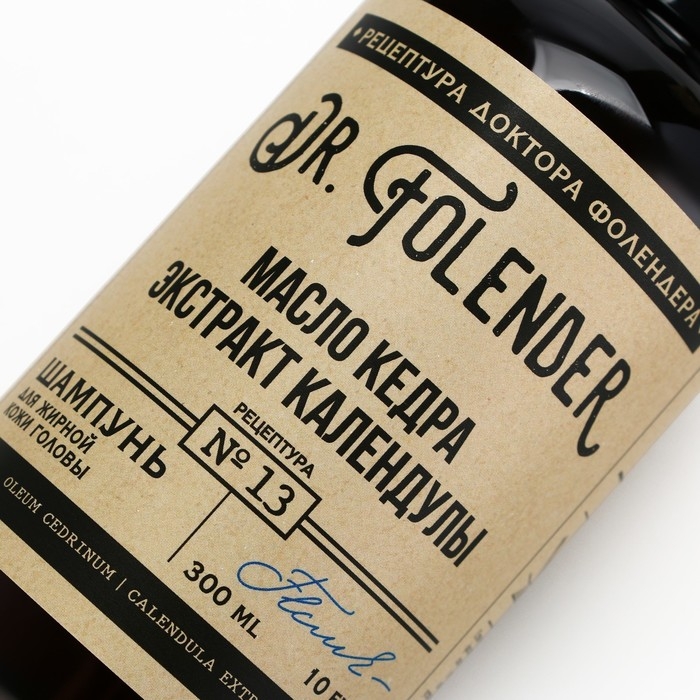 РЕЦЕПТУРА ДОКТОРА ФОЛЕНДЕРА
DR. FOLENDER
МАСЛО КЕДРА
ЭКСТРАКТ КАЛЕНДУЛЫ
ШАМПУНЬ
ДЛЯ ЖИРНОЙ
КОЖИ ГОЛОВЫ
РЕЦЕПТУРА
№ 13
300 ML
10
OLEUM CEDRINUM | CALENDULA